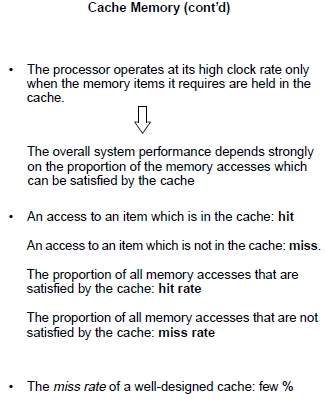 Cache Memory (cont'd)
• The processor operates at its high clock rate only
when the memory items it requires are held in the
cache.
The overall system performance depends strongly
on the proportion of the memory accesses which
can be satisfied by the cache
• An access to an item which is in the cache: hit
An access to an item which is not in the cache: miss.
The proportion of all memory accesses that are
satisfied by the cache: hit rate
The proportion of all memory accesses that are not
satisfied by the cache: miss rate
• The miss rate of a well-designed cache: few %